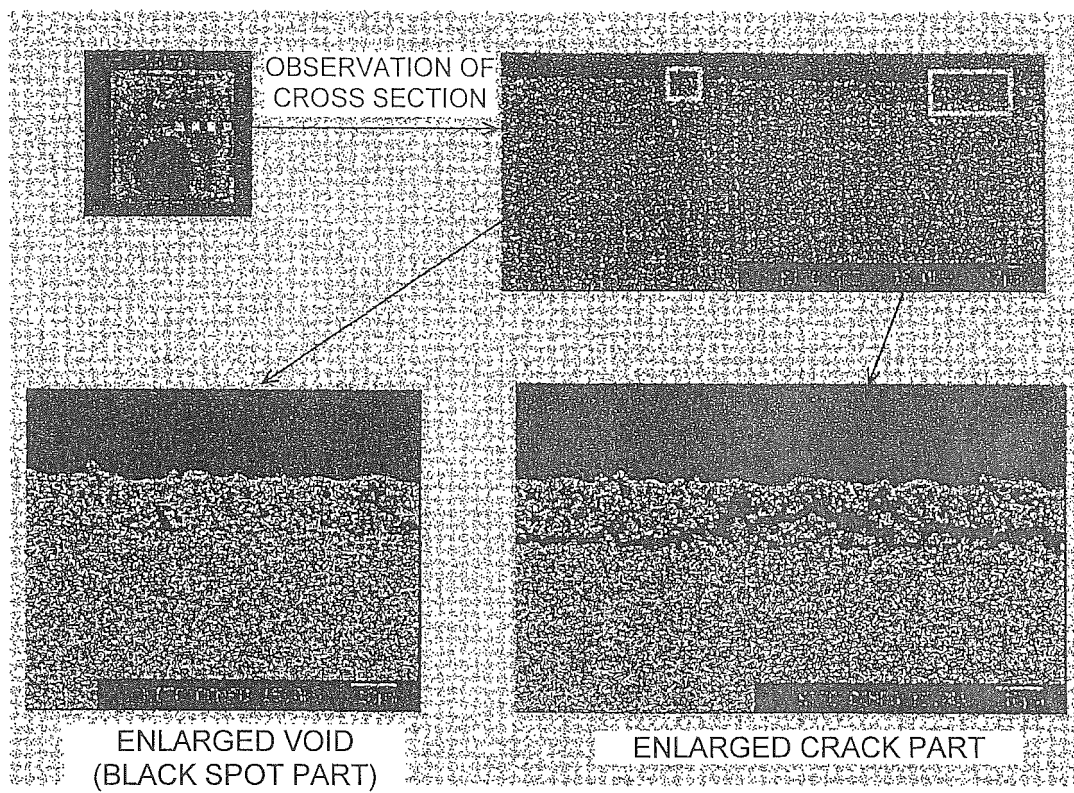 OBSERVATION OF
CROSS SECTION
ENLARGED VOID
(BLACK SPOT PART)
ENLARGED CRACK PART